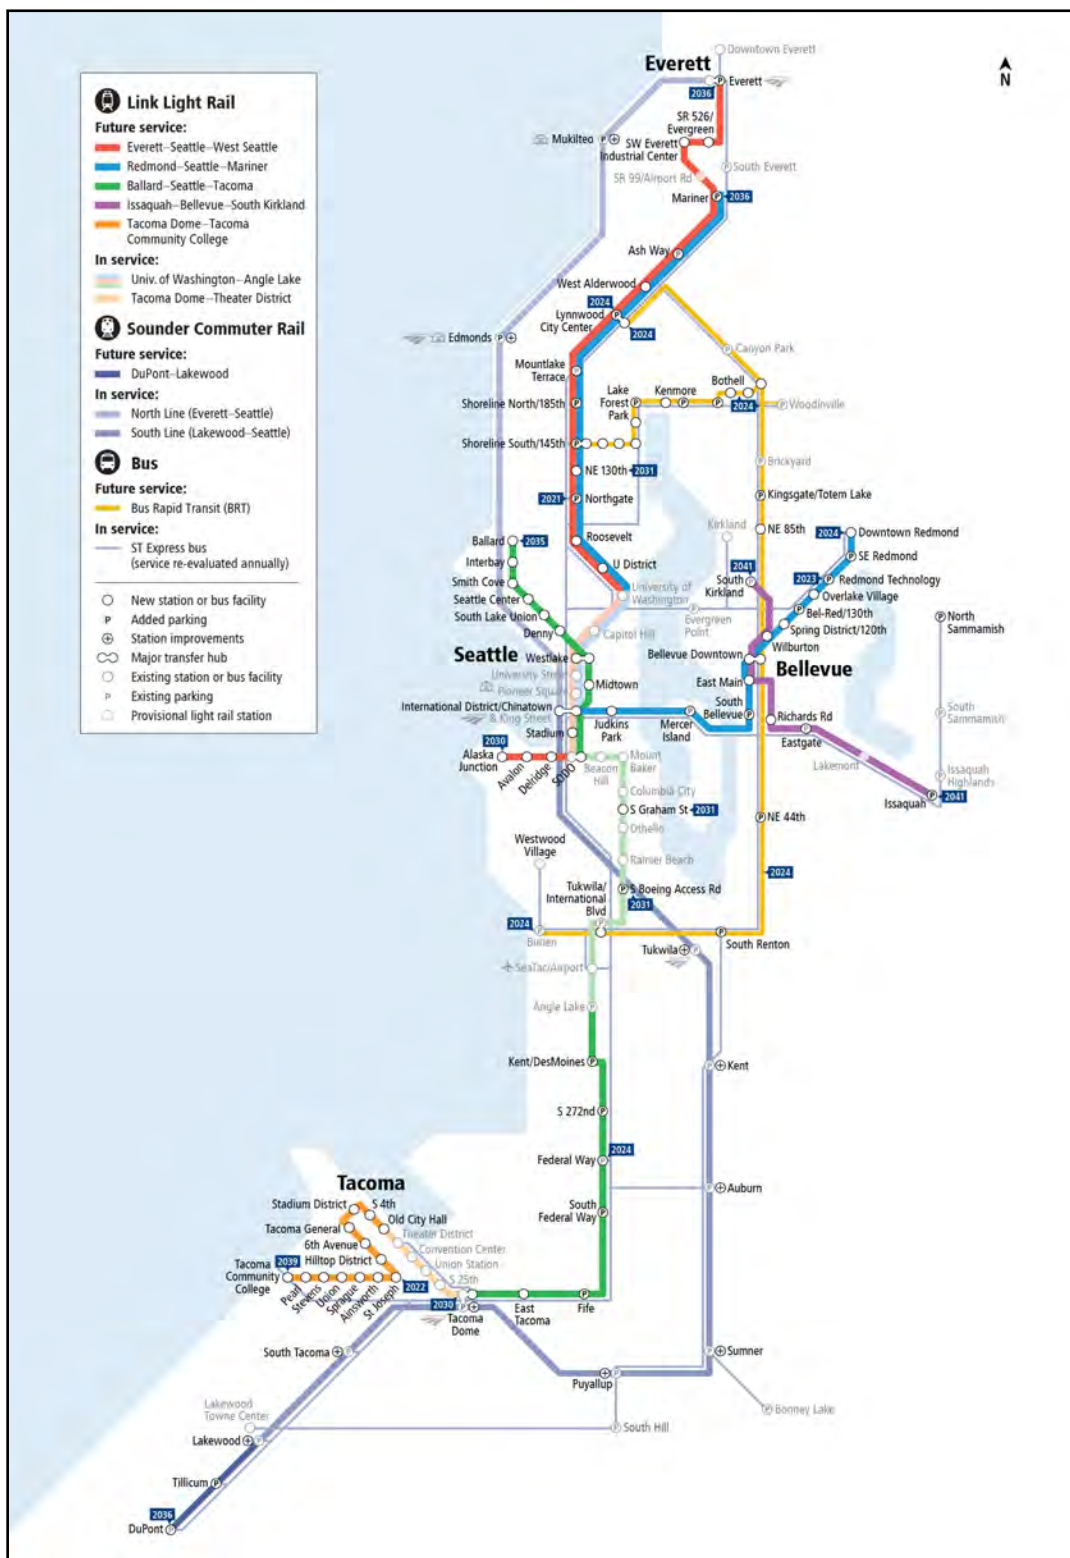 Link Light Rail
Future service:
Everett–Seattle–West Seattle
Redmond–Seattle–Mariner
Ballard–Seattle–Tacoma
Issaquah–Bellevue–South Kirkland
Tacoma Dome–Tacoma
Community College
In service:
Univ. of Washington–Angle Lake
Tacoma Dome–Theater District
Sounder Commuter Rail
Future service:
DuPont–Lakewood
In service:
North Line (Everett–Seattle)
South Line (Lakewood–Seattle)
Bus
Future service:
Bus Rapid Transit (BRT)
In service:
ST Express bus
(service re-evaluated annually)
New station or bus facility
P
Added parking
Station improvements
Major transfer hub
Existing station or bus facility
P
Existing parking
Provisional light rail station
N
Downtown Everett
Everett
Everett
2036
SR 526/
Evergreen
Mukilteo
SW Everett
Industrial Center
South Everett
SR 99/Airport Rd
Mariner
2036
Ash Way
West Alderwood
2024
Lynnwood
City Center
2024
Edmonds
Canyon Park
Mountlake
Terrace
Bothell
Lake
Forest
Park
Kenmore
Shoreline North/185th
2024
Woodinville
Shoreline South/145th
Brickyard
NE 130th
2031
2021
Northgate
Kingsgate/Totem Lake
Kirkland
NE 85th
2024
Downtown Redmond
Ballard
2035
Roosevelt
SE Redmond
Interbay
U District
2041
South
Kirkland
2023
Redmond Technology
Smith Cove
University of
Washington
Overlake Village
Seattle Center
Bel-Red/130th
South Lake Union
Evergreen
Point
Spring District/120th
North
Sammamish
Denny
Capitol Hill
Wilburton
Seattle
Westlake
Bellevue Downtown
Bellevue
University Street
East Main
Pioneer Square
Midtown
South
Bellevue
International District/Chinatown
& King Street
Judkins
Park
Mercer
Island
Richards Rd
South
Sammamish
Stadium
Eastgate
2030
Alaska
Junction
Avalon
Delridge
SODO
Beacon
Hill
Mount
Baker
Lakemont
Issaquah
Highlands
Columbia City
Issaquah
2041
S Graham St
2031
NE 44th
Othello
Westwood
Village
Rainier Beach
2024
Tukwila/
International
Blvd
S Boeing Access Rd
2031
2024
Burien
South Renton
Tukwila
SeaTac/Airport
Angle Lake
Kent/DesMoines
Kent
S 272nd
2024
Federal Way
Auburn
Tacoma
South
Federal Way
Stadium District
S 4th
Old City Hall
Tacoma General
Theater District
6th Avenue
Convention Center
Hilltop District
Union Station
2039
Tacoma
Community
College
S 25th
Pearl
Stevens
Union
Sprague
Ainsworth
St Joseph
2022
2030
Tacoma
Dome
East
Tacoma
Fife
South Tacoma
Sumner
Puyallup
Lakewood
Towne Center
Bonney Lake
South Hill
Lakewood
Tillicum
2036
DuPont